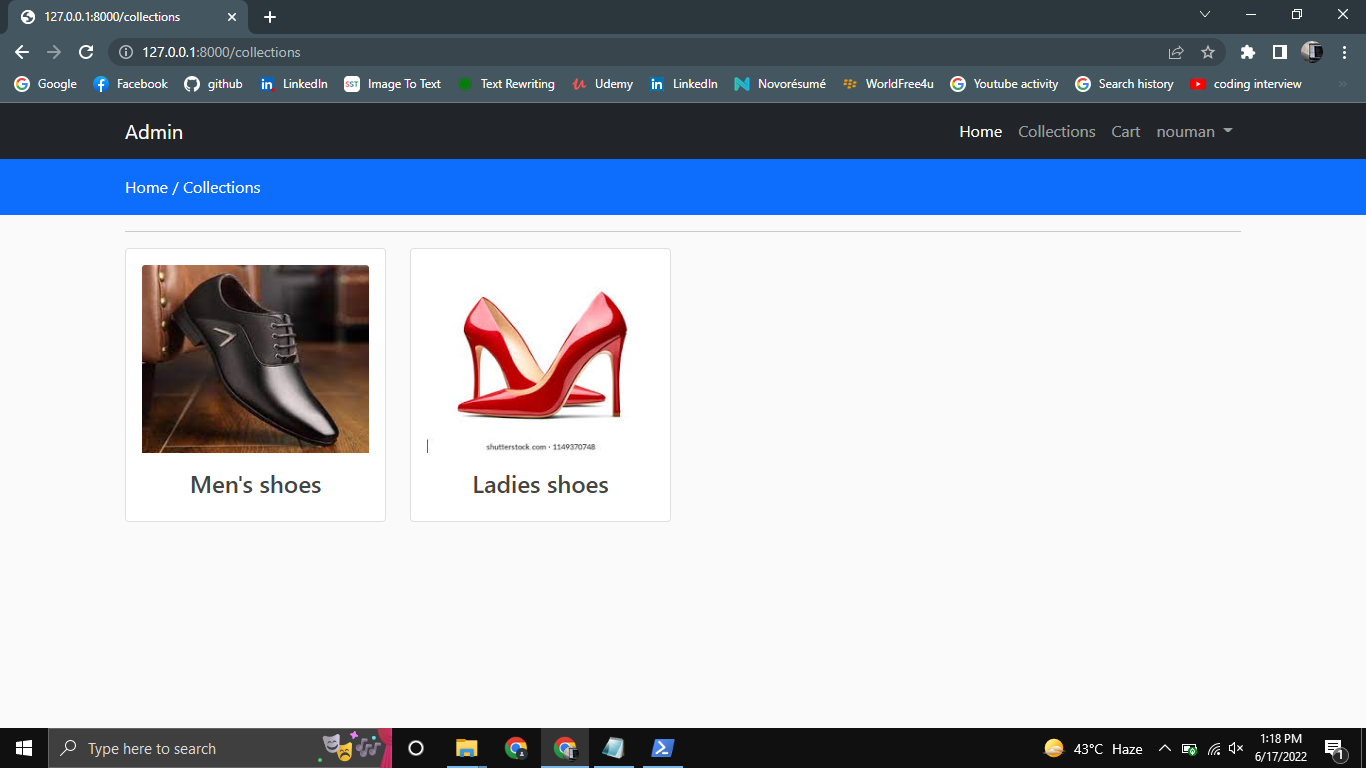 127.0.0.1:8000/collections
127.0.0.1:8000/collections
Google Facebook github LinkedIn SST Image To Text Text Rewriting Udemy LinkedIn Novorésumé WorldFree4u Youtube activity Search history coding interview »
Admin Home Collections Cart nouman
Home / Collections
shutterstock.com · 1149370748
Men's shoes Ladies shoes
Type here to search 43°C Haze 1:18 PM
6/17/2022 1